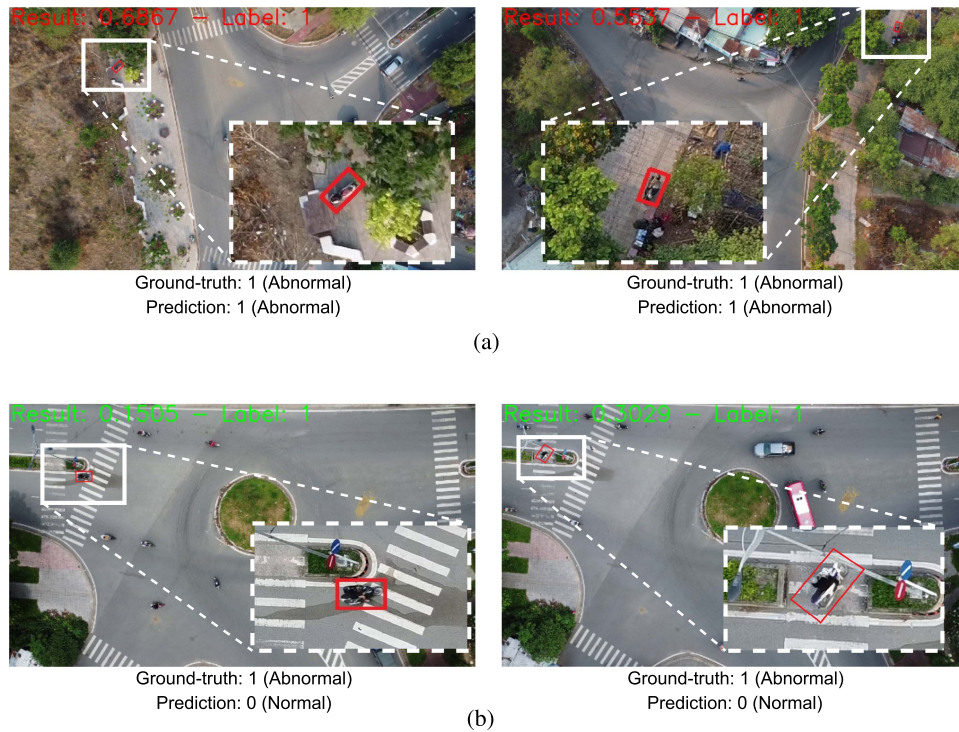 Result: 0.6867 — Label: 1
Result: 0.5537 — Label: 1
Ground-truth: 1 (Abnormal)
Prediction: 1 (Abnormal)
Ground-truth: 1 (Abnormal)
Prediction: 1 (Abnormal)
(a)
Result: 0.1505 — Label: 1
Result: 0.3029 — Label: 1
Ground-truth: 1 (Abnormal)
Prediction: 0 (Normal)
Ground-truth: 1 (Abnormal)
Prediction: 0 (Normal)
(b)